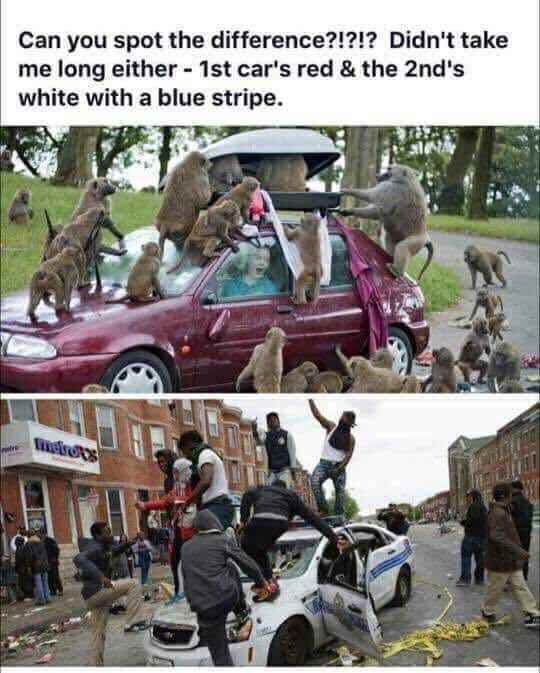 Can you spot the difference?!?!? Didn't take
me long either - 1st car's red & the 2nd's
white with a blue stripe.
metroPCS